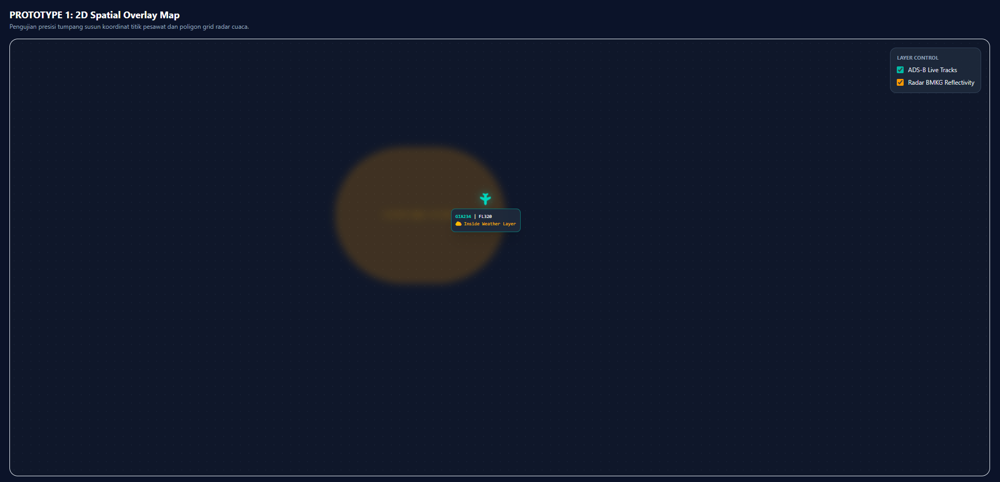 PROTOTYPE 1: 2D Spatial Overlay Map
Pengujian presisi tumpang susun koordinat titik pesawat dan poligon grid radar cuaca.
LAYER CONTROL
ADS-B Live Tracks
Radar BMKG Reflectivity
GIA234 | FL320
Inside Weather Layer